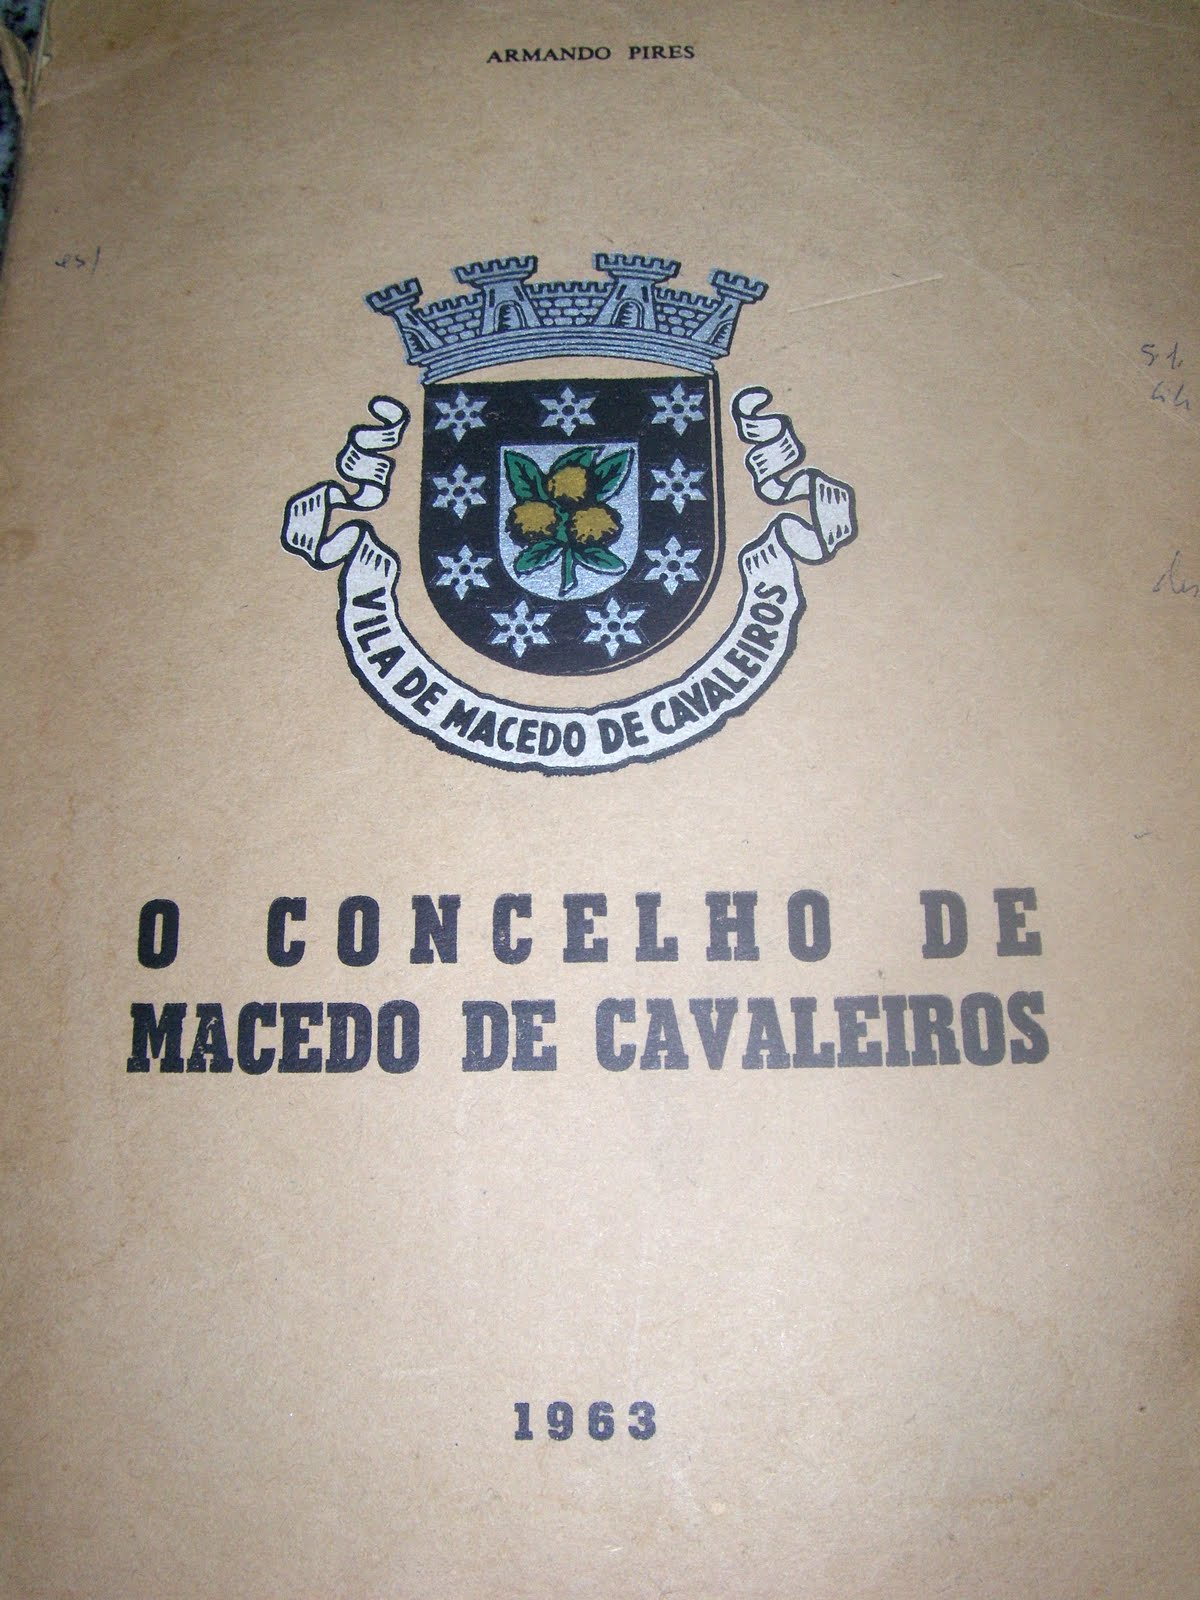 ARMANDO PIRES
VILA DE MACEDO DE CAVALEIROS
O CONCELHO DE
MACEDO DE CAVALEIROS
1963